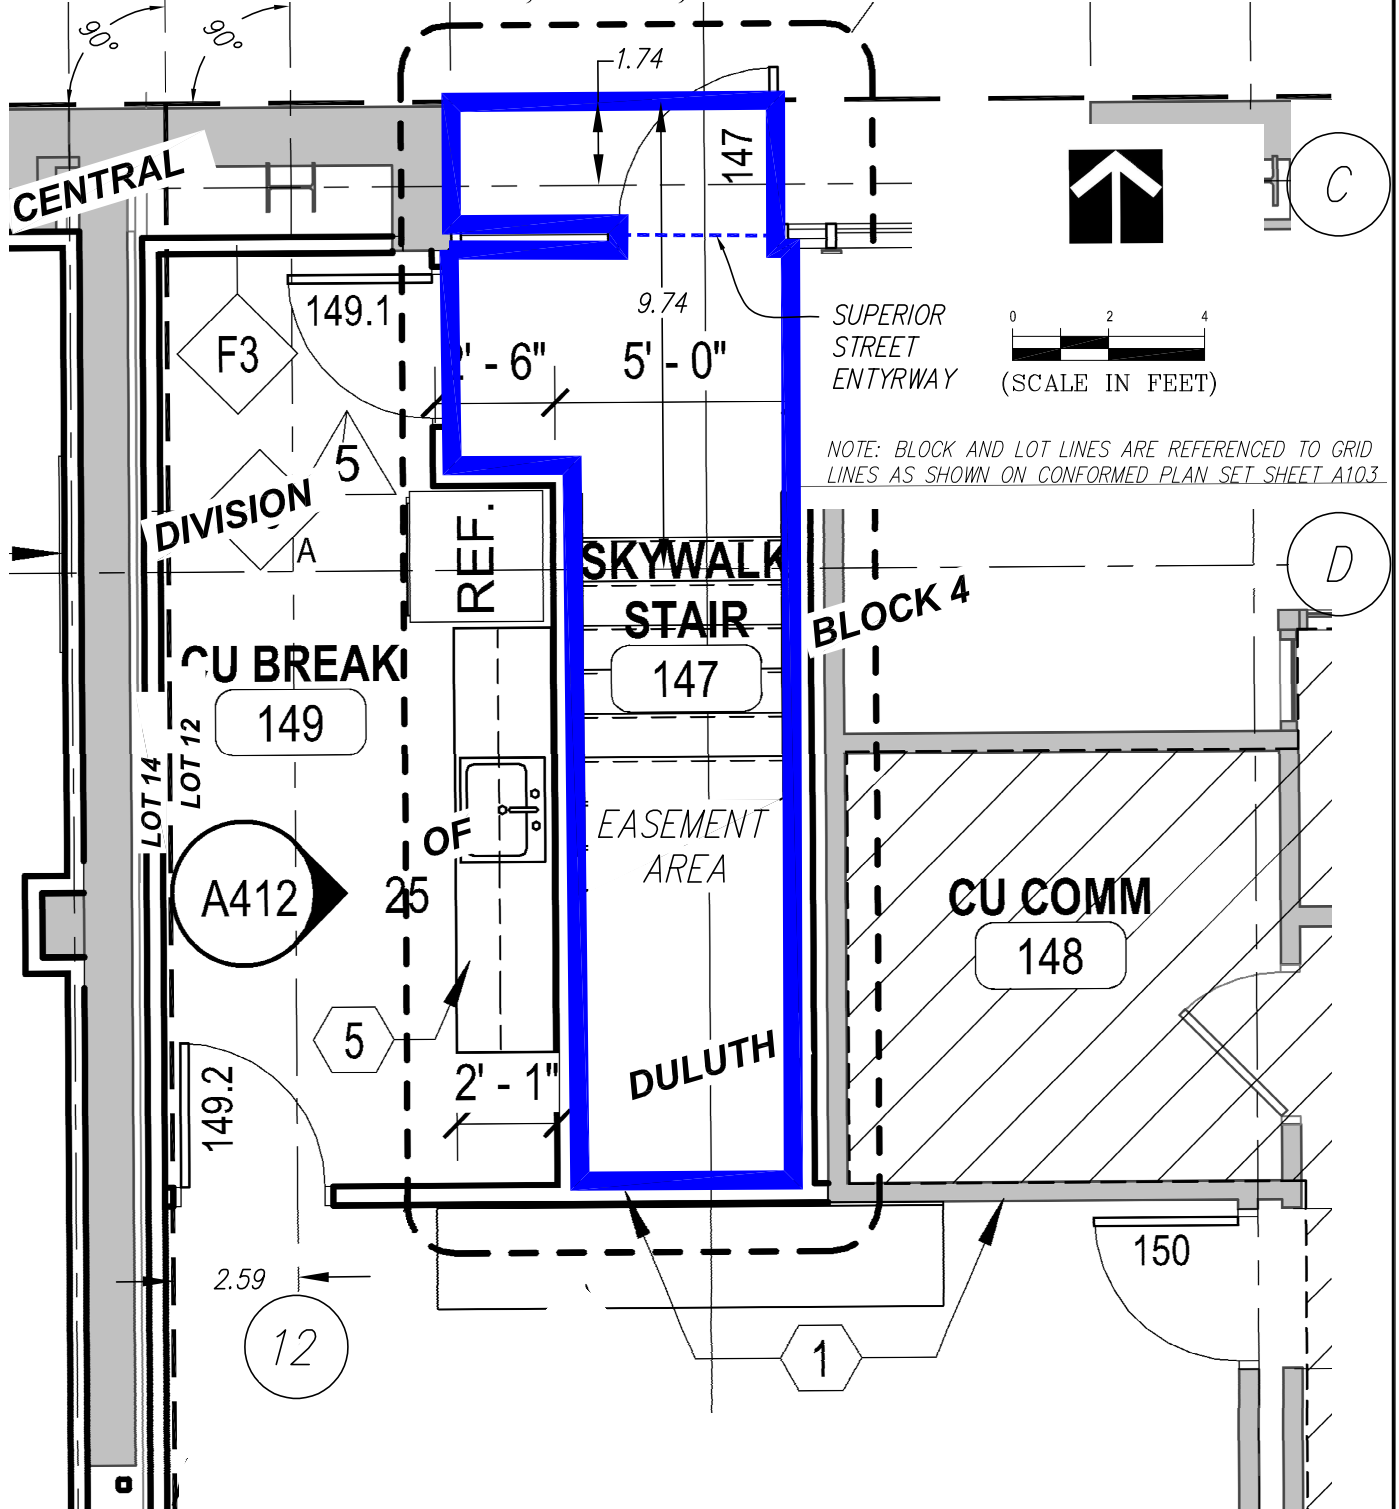 90°
90°
1.74
147
CENTRAL
C
149.1
9.74
SUPERIOR
STREET
ENTYRWAY
0 2 4
(SCALE IN FEET)
F3
' - 6"
5' - 0"
NOTE: BLOCK AND LOT LINES ARE REFERENCED TO GRID
LINES AS SHOWN ON CONFORMED PLAN SET SHEET A103
5
DIVISION
A
REF.
SKYWALK
STAIR
147
D
BLOCK 4
CU BREAK
149
LOT 14
LOT 12
OF
EASEMENT
AREA
A412
25
CU COMM
148
5
DULUTH
2' - 1"
149.2
2.59
150
12
1